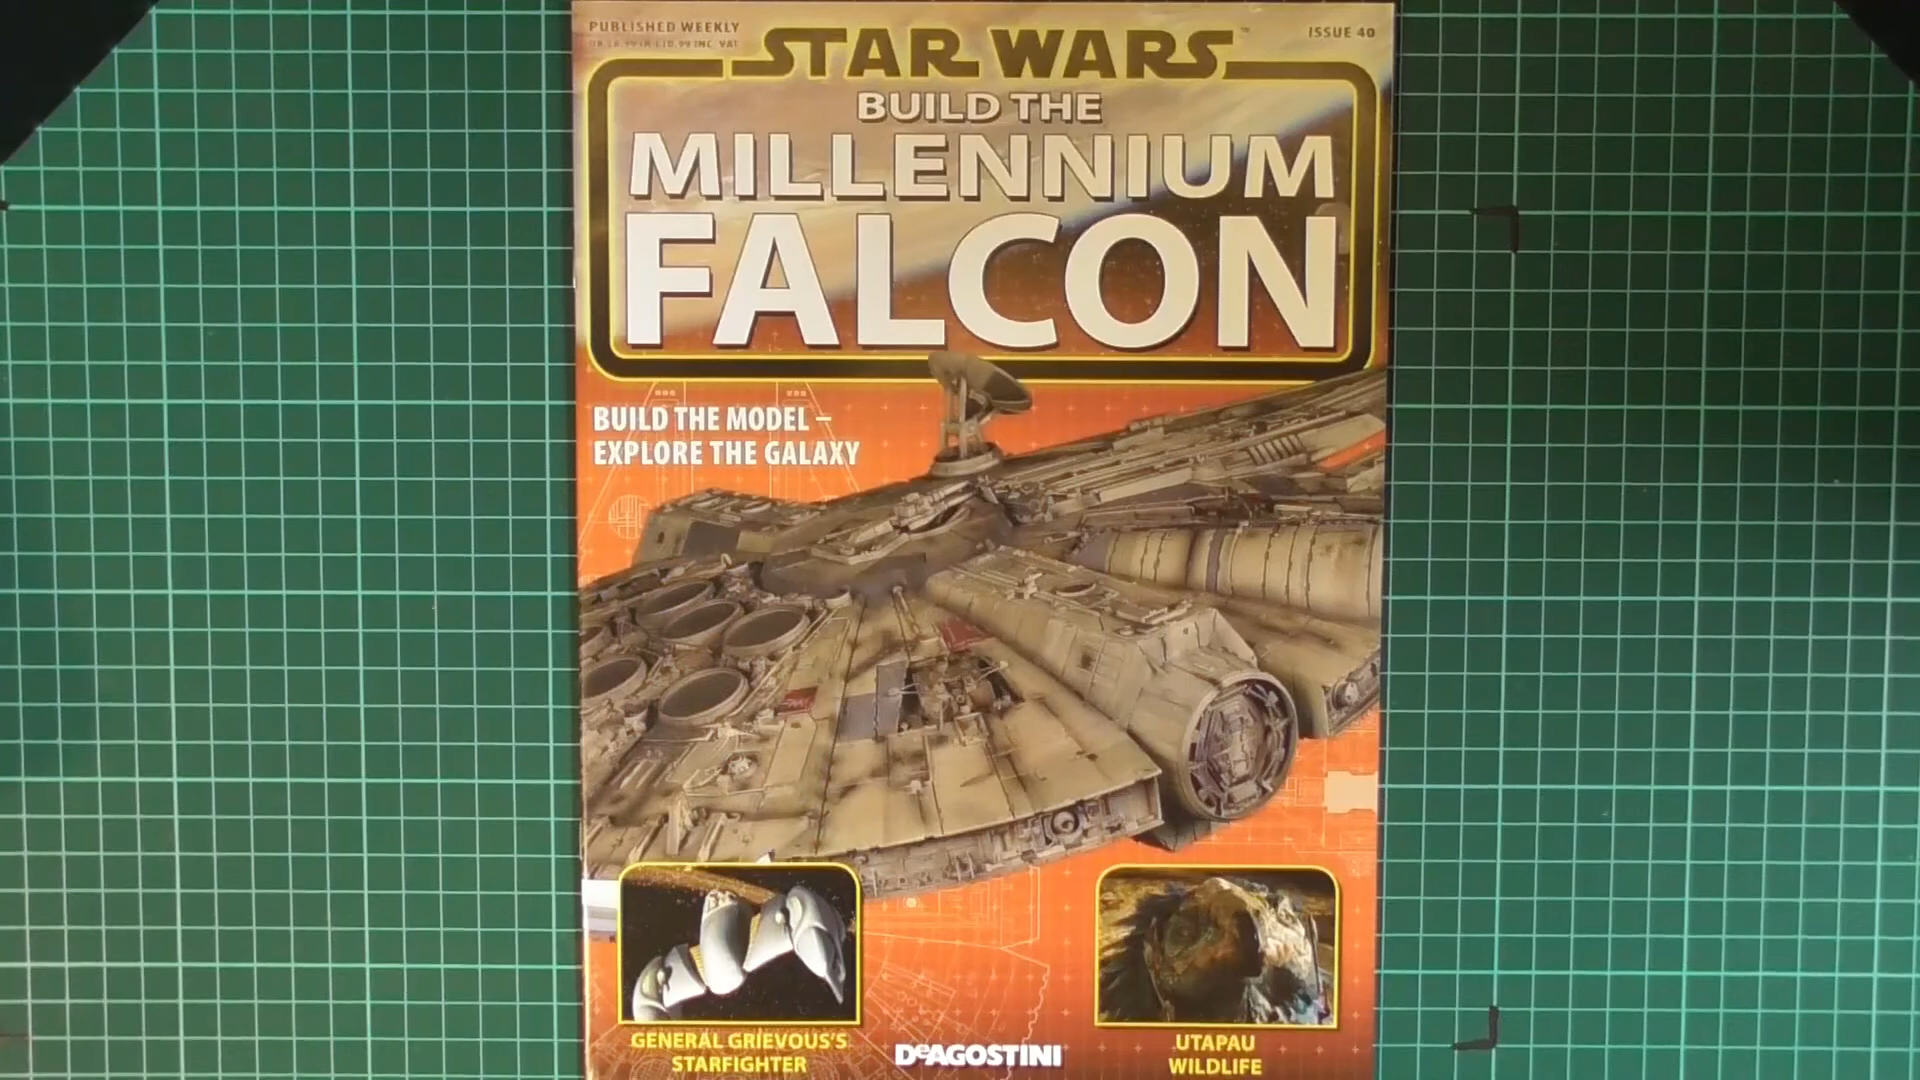 PUBLISHED WEEKLY
STAR WARS™
ISSUE 40
BUILD THE
MILLENNIUM
FALCON
BUILD THE MODEL –
EXPLORE THE GALAXY
GENERAL GRIEVOUS'S
STARFIGHTER
DeAGOSTINI
UTAPAU
WILDLIFE